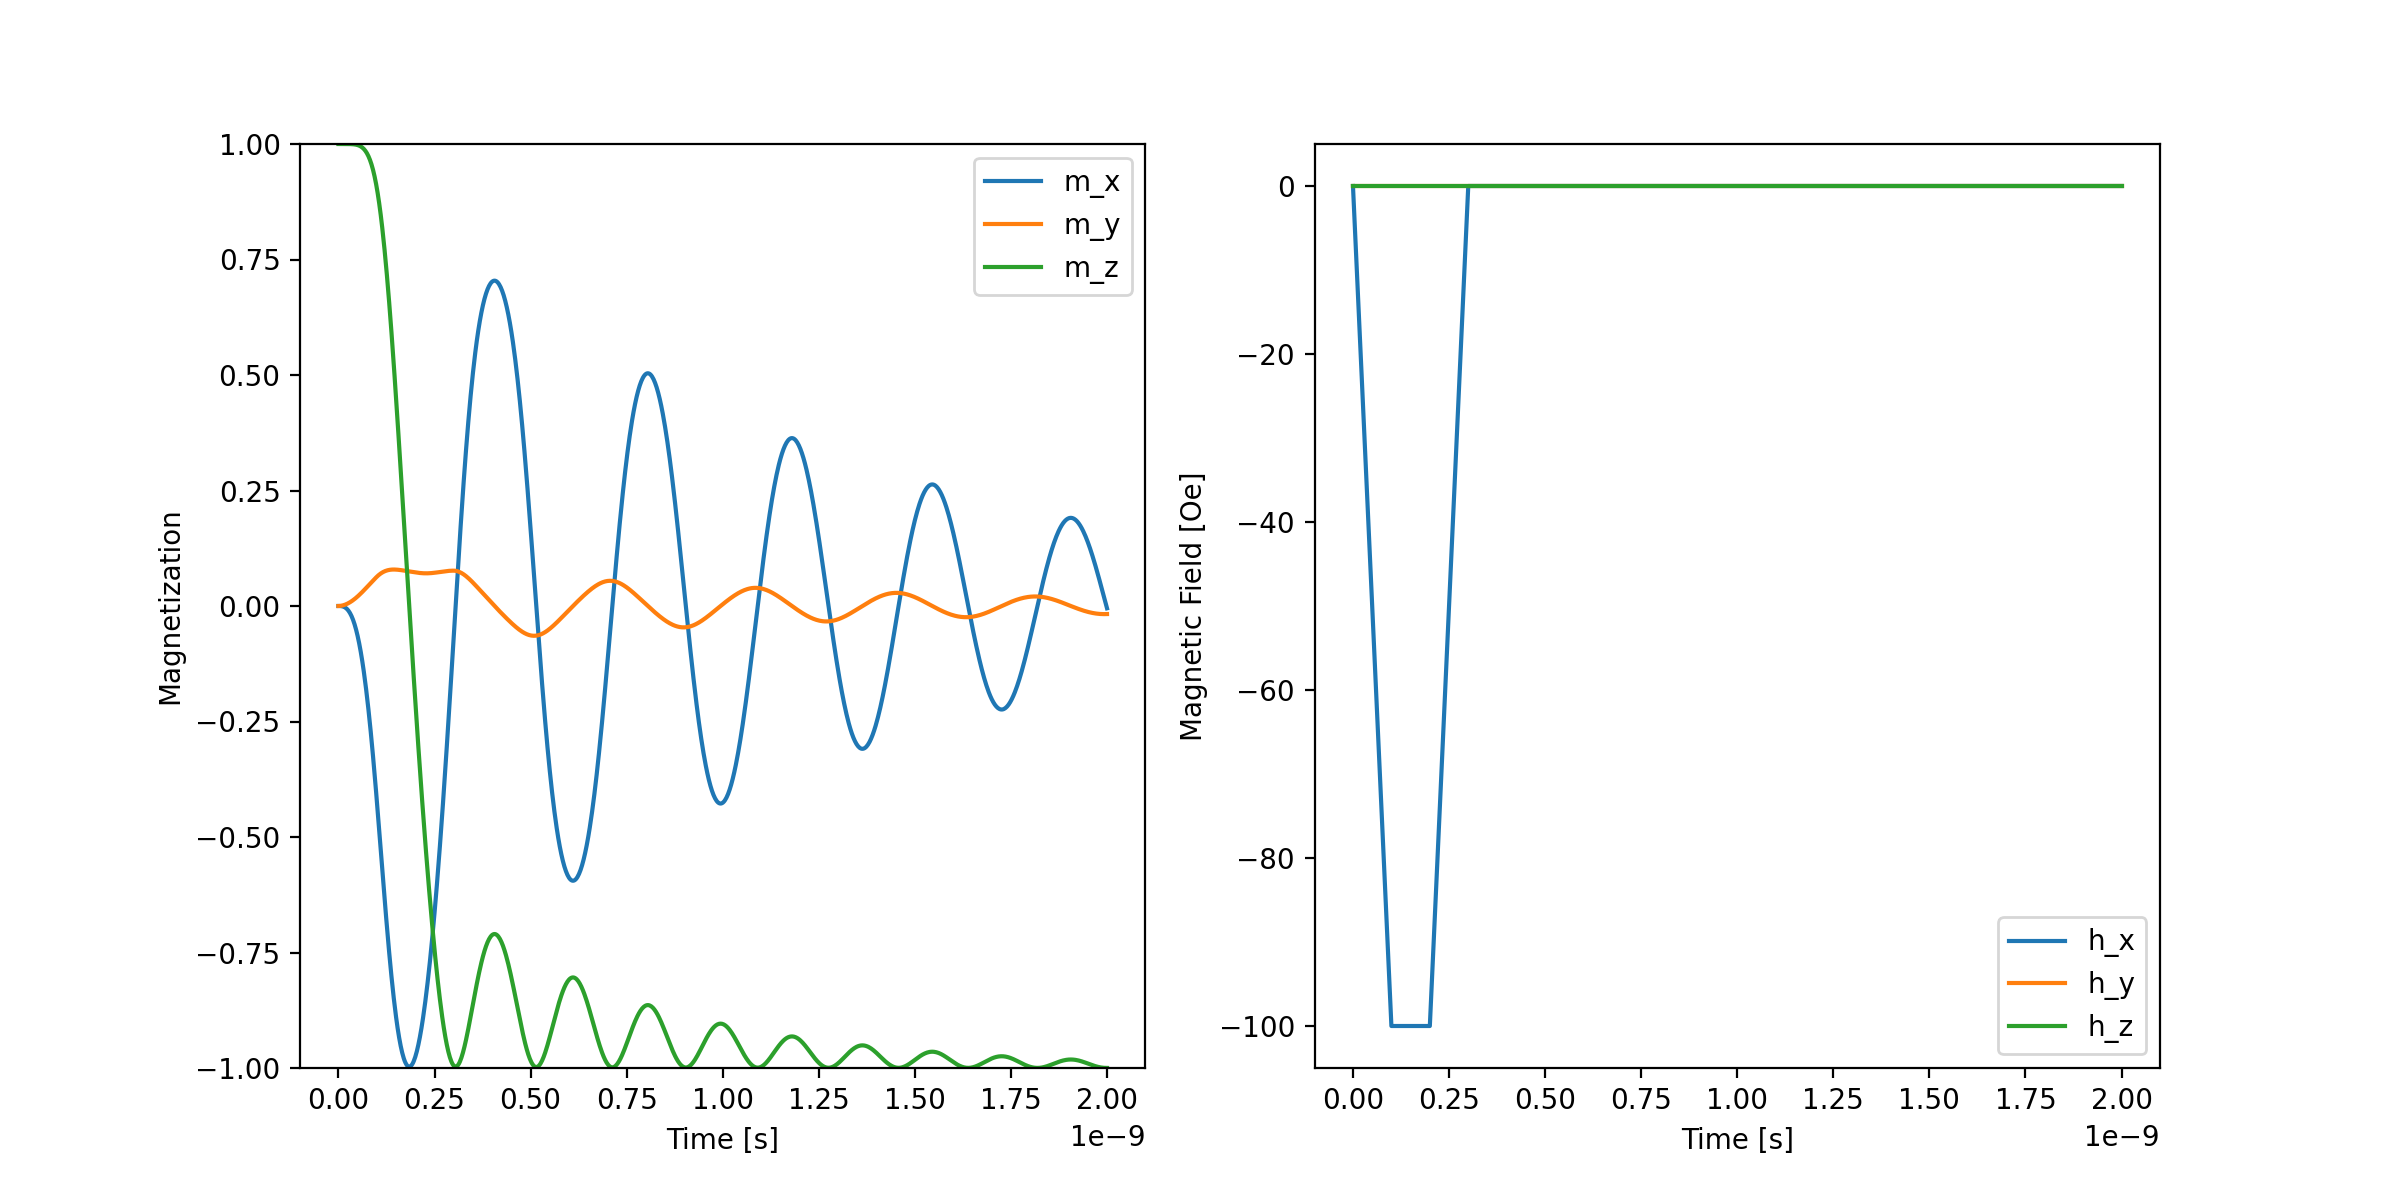 1.00
0.75
0.50
0.25
0.00
−0.25
−0.50
−0.75
−1.00
Magnetization
m_x
m_y
m_z
0.00 0.25 0.50 0.75 1.00 1.25 1.50 1.75 2.00
Time [s]
1e−9
0
−20
−40
−60
−80
−100
Magnetic Field [Oe]
h_x
h_y
h_z
0.00 0.25 0.50 0.75 1.00 1.25 1.50 1.75 2.00
Time [s]
1e−9